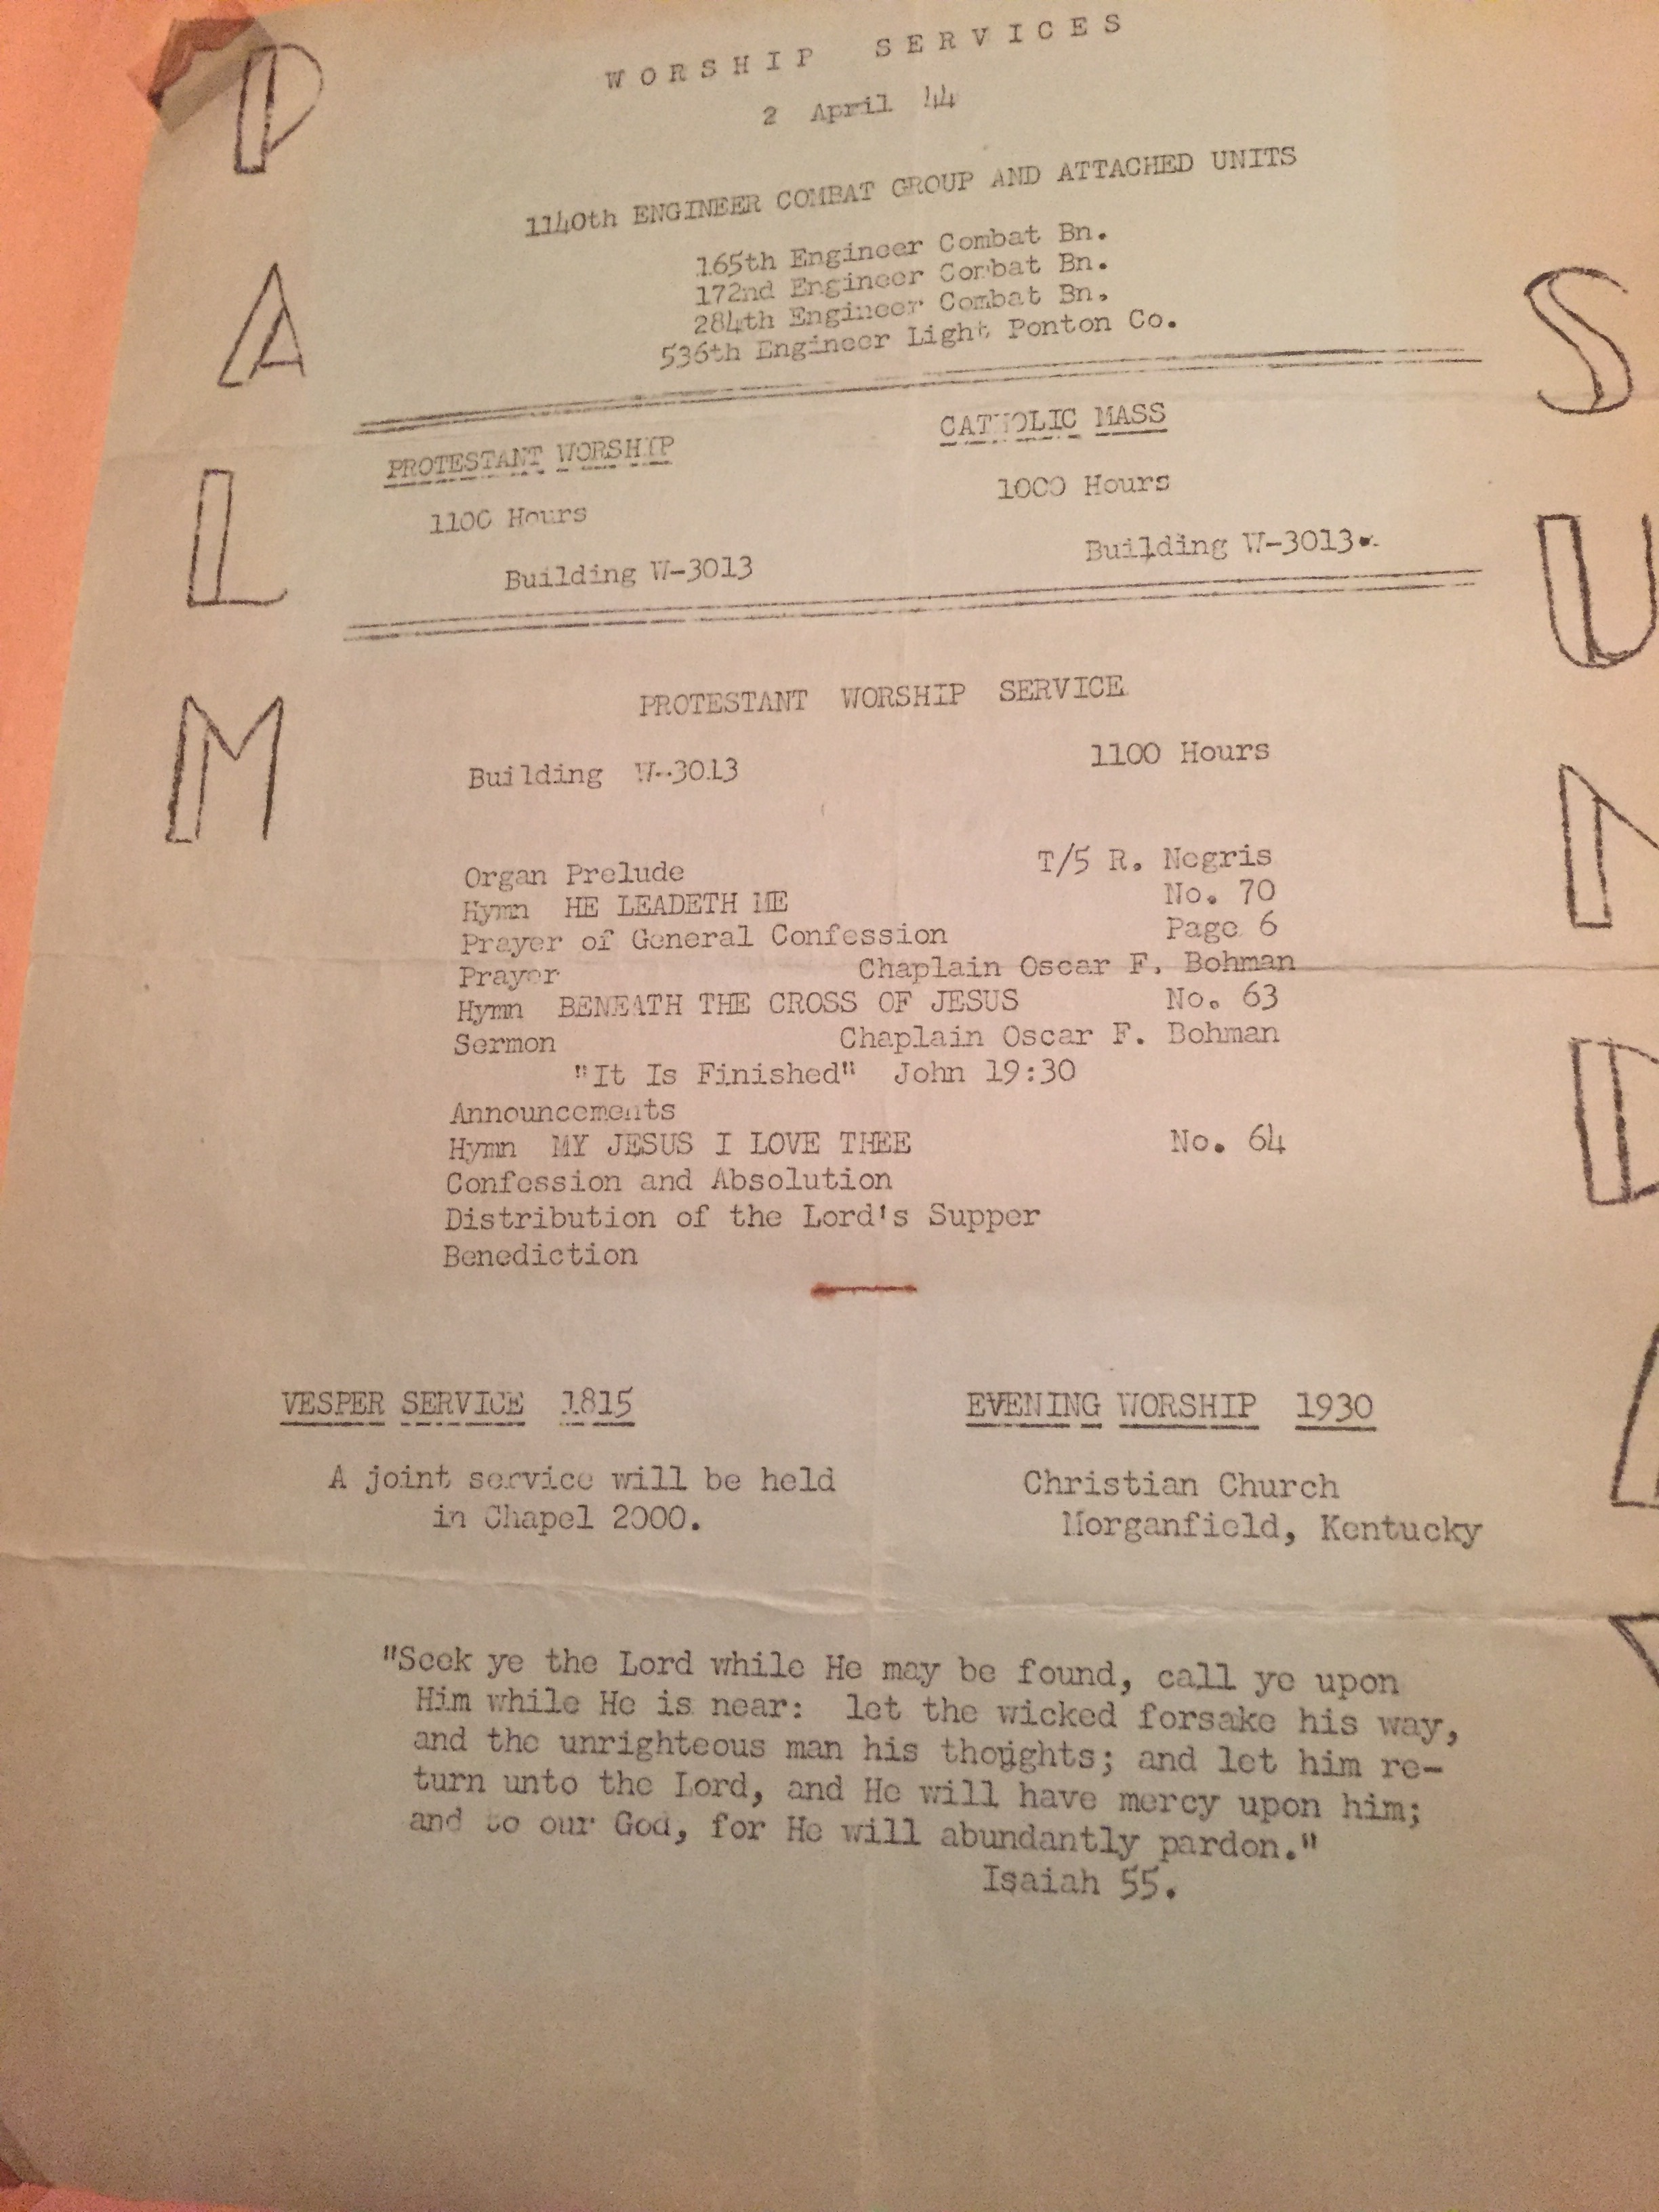 WORSHIP SERVICES
2 April 44
1140th ENGINEER COMBAT GROUP AND ATTACHED UNITS
165th Engineer Combat Bn.
172nd Engineer Combat Bn.
284th Engineer Combat Bn.
536th Engineer Light Ponton Co.
PROTESTANT WORSHIP
1100 Hours
Building W-3013
CATHOLIC MASS
1000 Hours
Building W-3013.
PROTESTANT WORSHIP SERVICE
Building W-3013 1100 Hours
Organ Prelude T/5 R. Negris
Hymn HE LEADETH ME No. 70
Prayer of General Confession Page 6
Prayer Chaplain Oscar F. Bohman
Hymn BENEATH THE CROSS OF JESUS No. 63
Sermon Chaplain Oscar F. Bohman
"It Is Finished" John 19:30
Announcements
Hymn MY JESUS I LOVE THEE No. 64
Confession and Absolution
Distribution of the Lord's Supper
Benediction
VESPER SERVICE 1815
A joint service will be held
in Chapel 2000.
EVENING WORSHIP 1930
Christian Church
Morganfield, Kentucky
"Seek ye the Lord while He may be found, call ye upon
Him while He is near: let the wicked forsake his way,
and the unrighteous man his thoughts; and let him re-
turn unto the Lord, and He will have mercy upon him;
and to our God, for He will abundantly pardon."
Isaiah 55.
PALM
SUNDAY